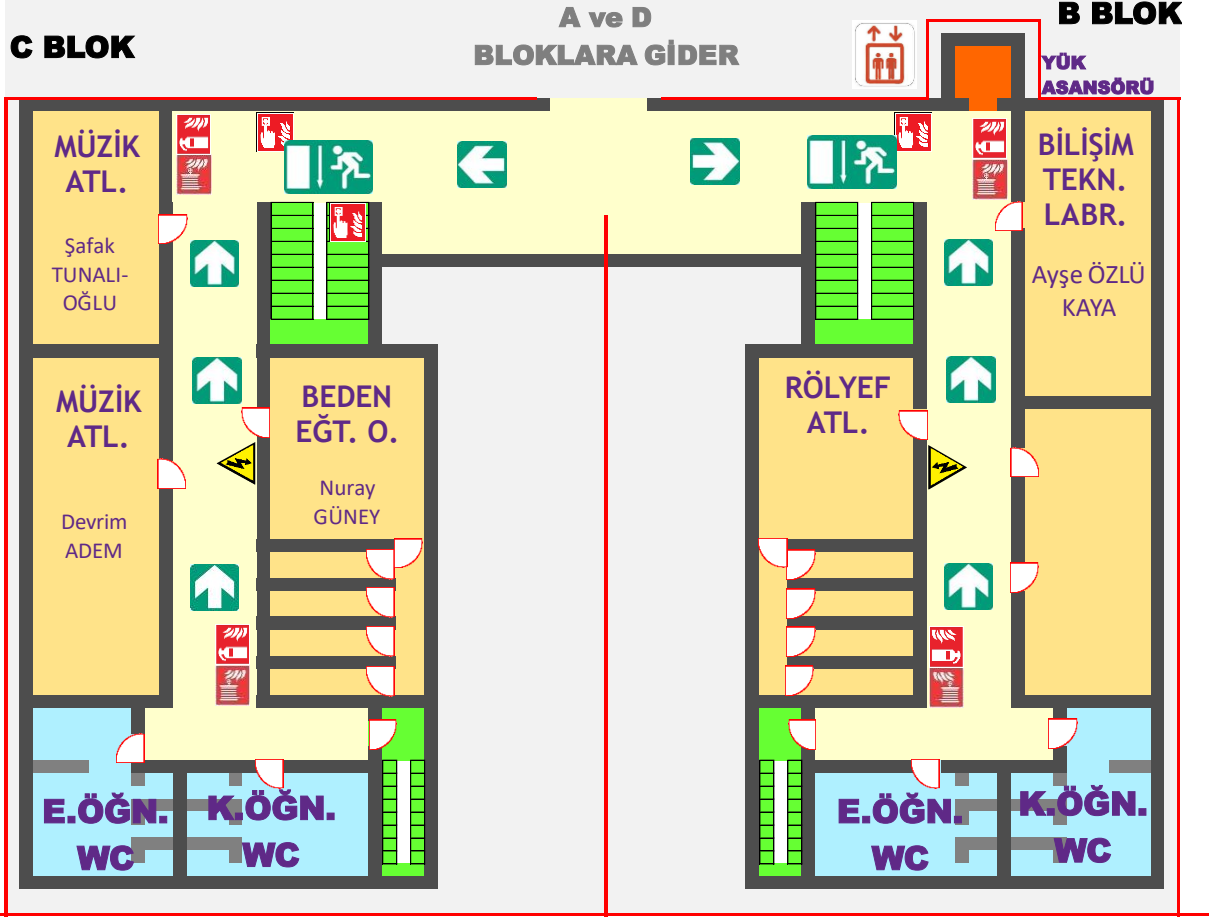 A ve D
BLOKLARA GİDER
B BLOK
C BLOK
YÜK
ASANSÖRÜ
MÜZİK
ATL.
Şafak
TUNALI-
OĞLU
BİLİŞİM
TEKN.
LABR.
Ayşe ÖZLÜ
KAYA
MÜZİK
ATL.
Devrim
ADEM
BEDEN
EĞT. O.
Nuray
GÜNEY
RÖLYEF
ATL.
E.ÖĞN.
WC
K.ÖĞN.
WC
E.ÖĞN.
WC
K.ÖĞN.
WC